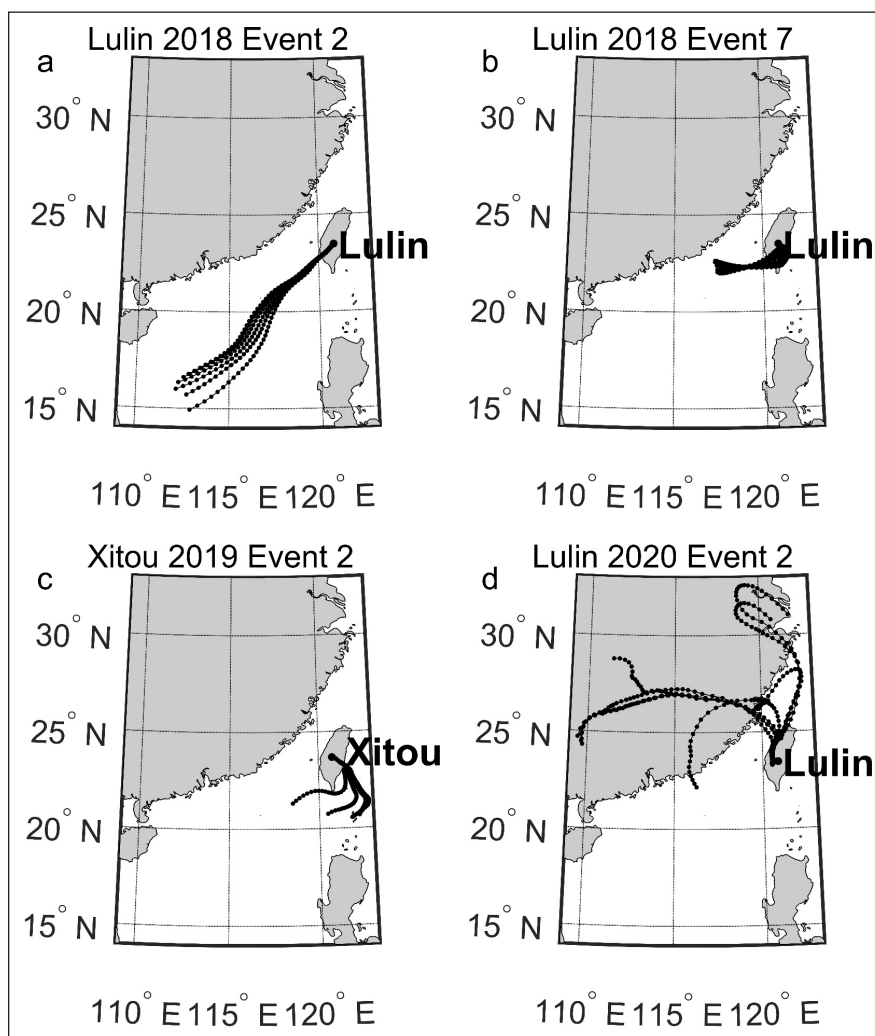 Lulin 2018 Event 2
a
30° N
25° N
20° N
15° N
Lulin
110° E 115° E 120° E
Lulin 2018 Event 7
b
30° N
25° N
20° N
15° N
Lulin
110° E 115° E 120° E
Xitou 2019 Event 2
c
30° N
25° N
20° N
15° N
Xitou
110° E 115° E 120° E
Lulin 2020 Event 2
d
30° N
25° N
20° N
15° N
Lulin
110° E 115° E 120° E